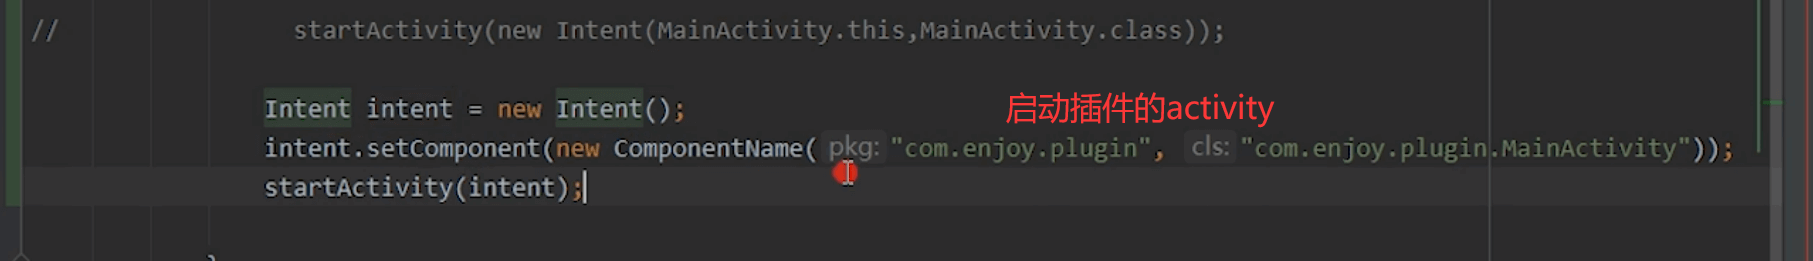 // startActivity(new Intent(MainActivity.this,MainActivity.class));
Intent intent = new Intent();
启动插件的activity
intent.setComponent(new ComponentName( pkg: "com.enjoy.plugin", cls: "com.enjoy.plugin.MainActivity"));
startActivity(intent);
}